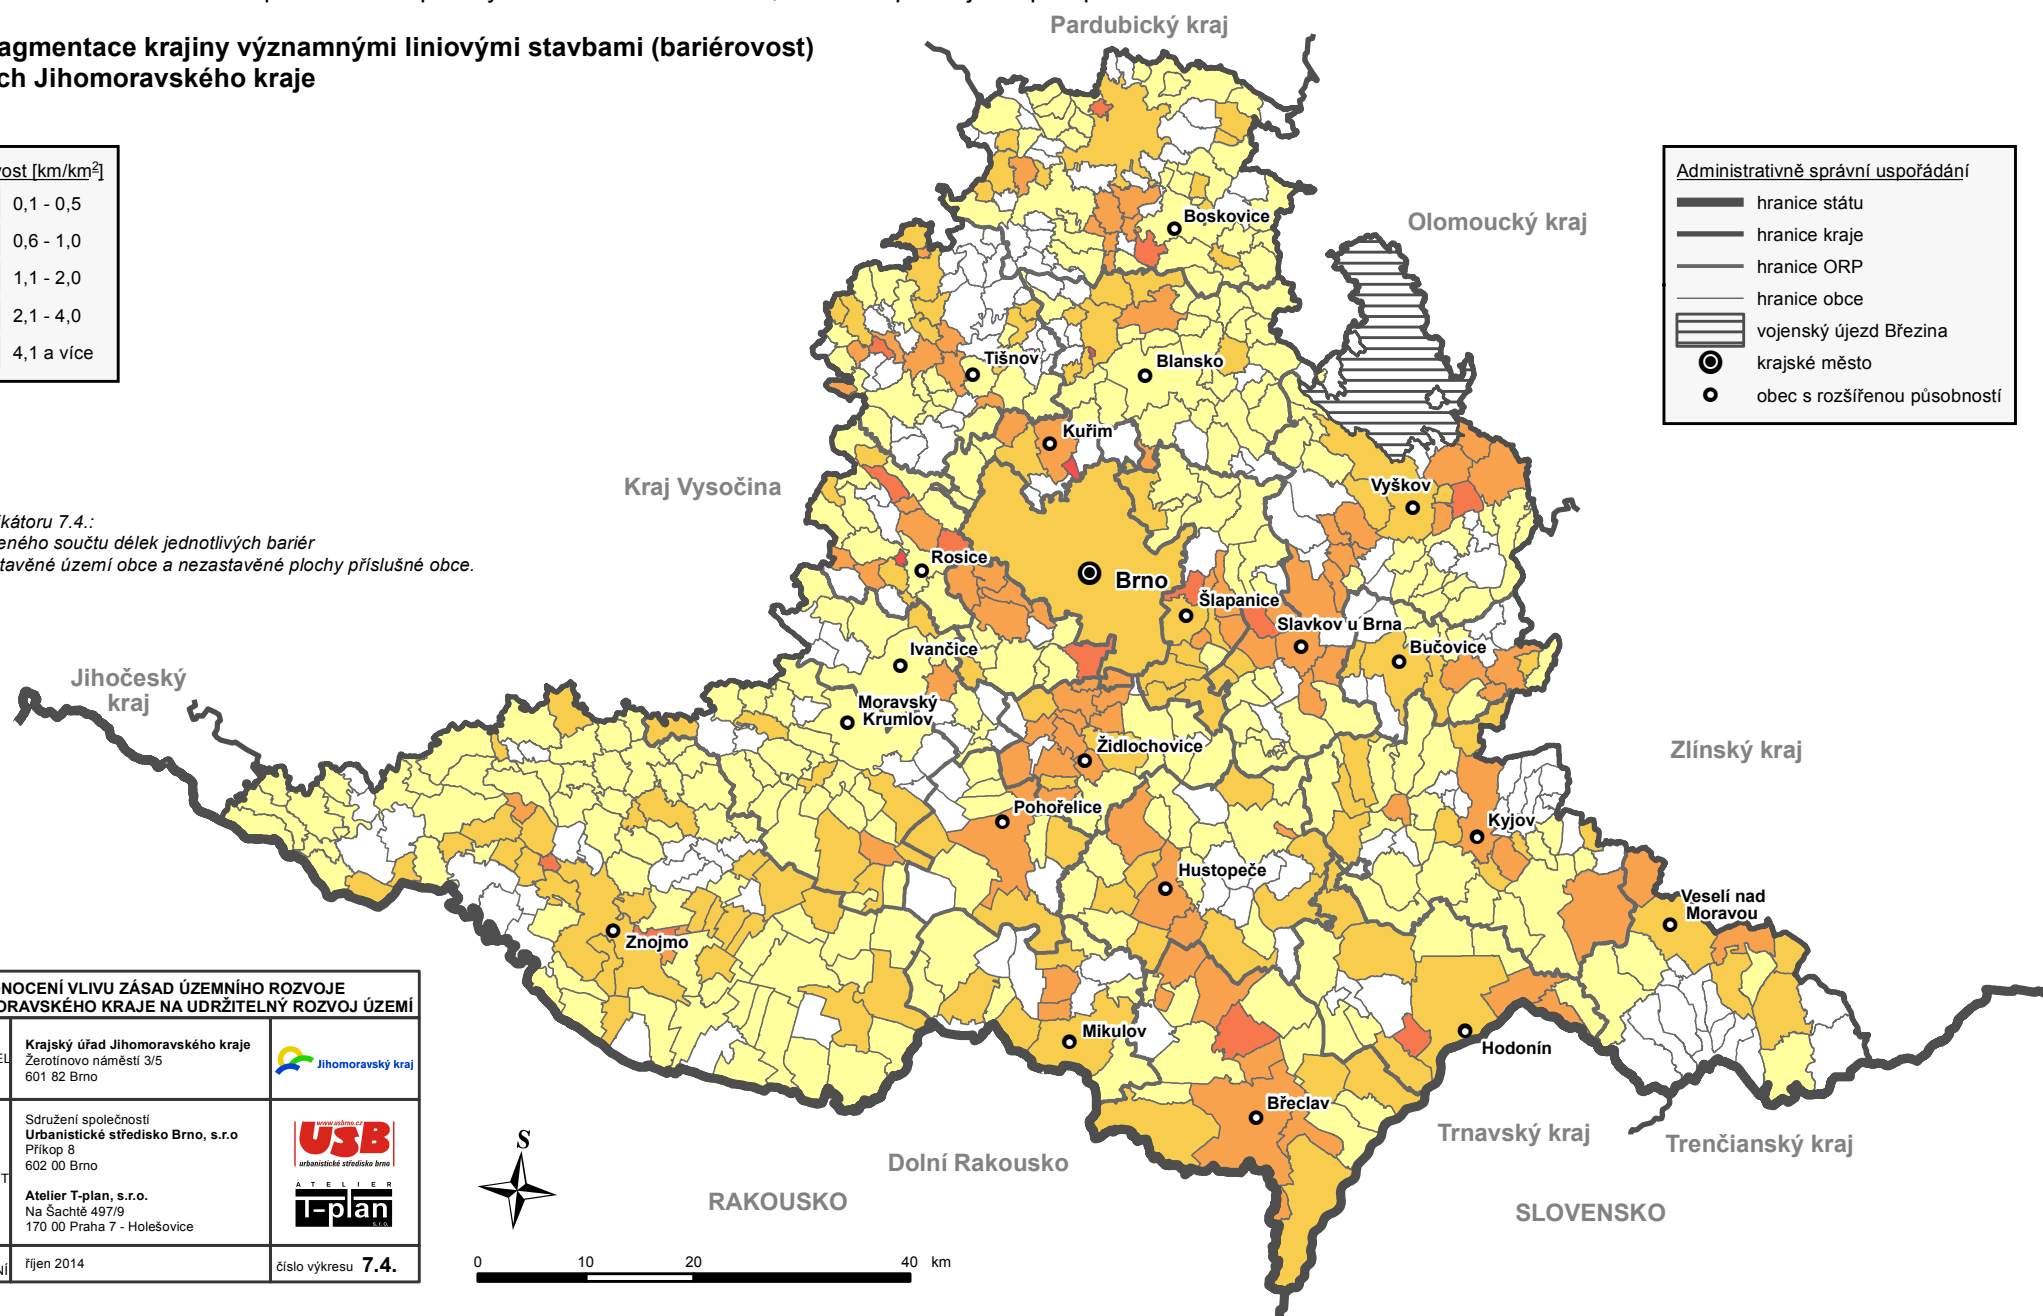 Pardubický kraj
agmentace krajiny významnými liniovými stavbami (bariérovost)
ch Jihomoravského kraje
vost [km/km²]
0,1 - 0,5
0,6 - 1,0
1,1 - 2,0
2,1 - 4,0
4,1 a více
Administrativně správní uspořádání
hranice státu
hranice kraje
hranice ORP
hranice obce
vojenský újezd Březina
krajské město
obec s rozšířenou působností
Olomoucký kraj
Boskovice
Tišnov
Blansko
Kuřim
Kraj Vysočina
Vyškov
ikátoru 7.4.:
eného součtu délek jednotlivých bariér
tavěné území obce a nezastavěné plochy příslušné obce.
Rosice
Brno
Šlapanice
Slavkov u Brna
Bučovice
Ivančice
Jihočeský
kraj
Moravský
Krumlov
Židlochovice
Zlínský kraj
Pohořelice
Kyjov
Hustopeče
Veselí nad
Moravou
Znojmo
Mikulov
Hodonín
Břeclav
Trnavský kraj
Trenčianský kraj
Dolní Rakousko
RAKOUSKO
SLOVENSKO
NOCENÍ VLIVU ZÁSAD ÚZEMNÍHO ROZVOJE
ORAVSKÉHO KRAJE NA UDRŽITELNÝ ROZVOJ ÚZEMÍ
EL
Krajský úřad Jihomoravského kraje
Žerotínovo náměstí 3/5
601 82 Brno
Jihomoravský kraj
Sdružení společností
Urbanistické středisko Brno, s.r.o
Příkop 8
602 00 Brno
T
Atelier T-plan, s.r.o.
Na Šachtě 497/9
170 00 Praha 7 - Holešovice
www.usbrno.cz
USB
urbanistické středisko brno
ATELIER
T-plan
s.r.o.
NÍ
říjen 2014
číslo výkresu 7.4.
S
0 10 20 40 km